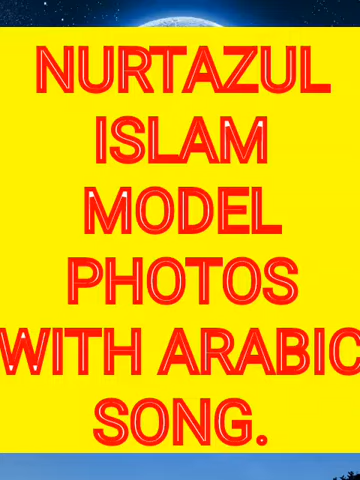 NURTAZUL
ISLAM
MODEL
PHOTOS
WITH ARABIC
SONG.